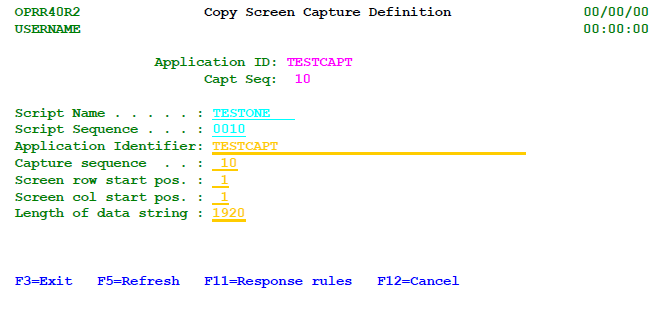 OPRR40R2 Copy Screen Capture Definition 00/00/00
USERNAME 00:00:00
Application ID: TESTCAPT
Capt Seq: 10
Script Name . . . . . : TESTONE
Script Sequence . . . : 0010
Application Identifier: TESTCAPT
Capture sequence . . : 10
Screen row start pos. : 1
Screen col start pos. : 1
Length of data string : 1920
F3=Exit F5=Refresh F11=Response rules F12=Cancel